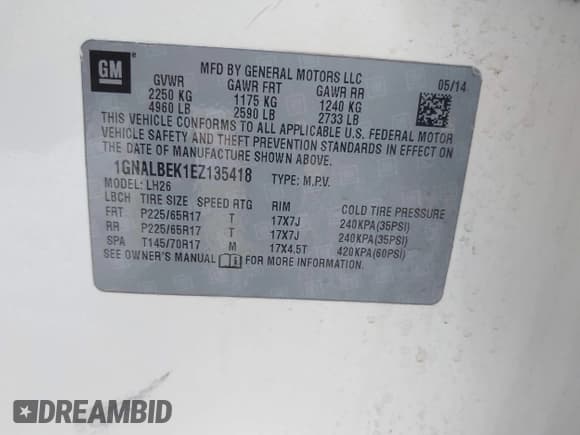 GM
MFD BY GENERAL MOTORS LLC
05/14
GVWR GAWR FRT GAWR RR
2250 KG 1175 KG 1240 KG
4960 LB 2590 LB 2733 LB
THIS VEHICLE CONFORMS TO ALL APPLICABLE U.S. FEDERAL MOTOR
VEHICLE SAFETY AND THEFT PREVENTION STANDARDS IN EFFECT ON
THE DATE OF MANUFACTURE SHOWN ABOVE.
1GNALBEK1EZ135418 TYPE: M.P.V.
MODEL: LH26
LBCH TIRE SIZE SPEED RTG RIM COLD TIRE PRESSURE
FRT P225/65R17 T 17X7J 240KPA(35PSI)
RR P225/65R17 T 17X7J 240KPA(35PSI)
SPA T145/70R17 M 17X4.5T 420KPA(60PSI)
SEE OWNER'S MANUAL FOR MORE INFORMATION.
DREAMBID